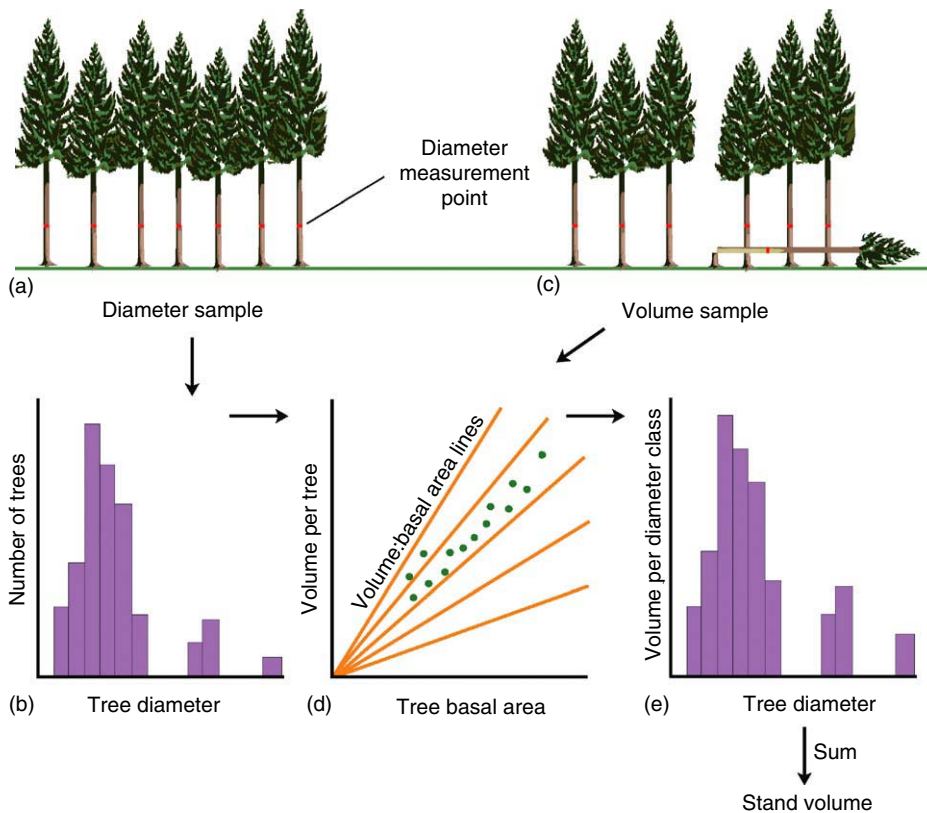 Diameter
measurement
point
(a)
Diameter sample
(c)
Volume sample
Number of trees
(b)
Tree diameter
Volume per tree
Volume:basal area lines
(d)
Tree basal area
Volume per diameter class
(e)
Tree diameter
Sum
Stand volume